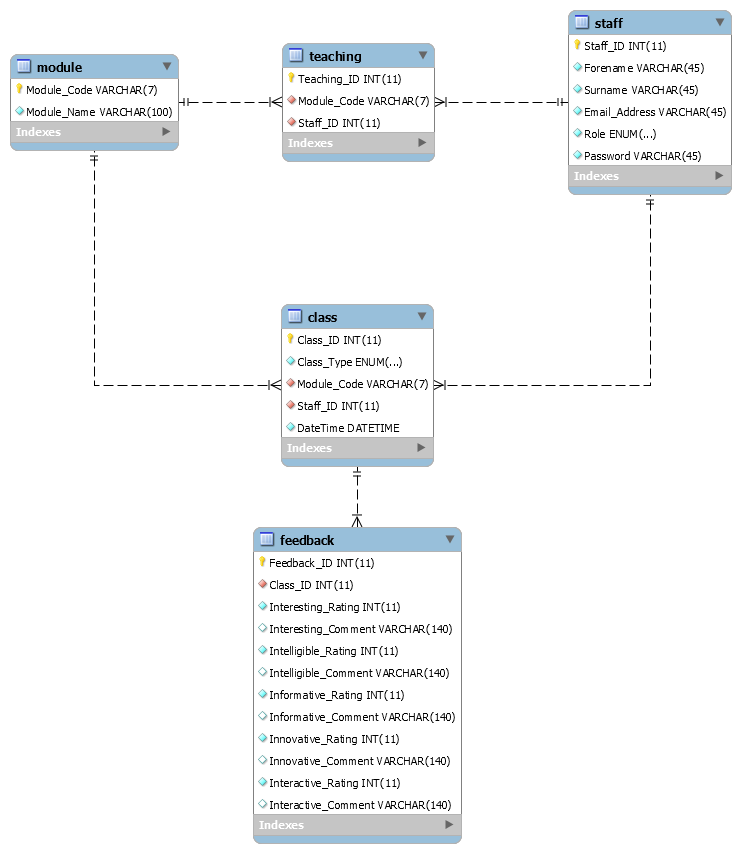 module
Module_Code VARCHAR(7)
Module_Name VARCHAR(100)
Indexes
teaching
Teaching_ID INT(11)
Module_Code VARCHAR(7)
Staff_ID INT(11)
Indexes
staff
Staff_ID INT(11)
Forename VARCHAR(45)
Surname VARCHAR(45)
Email_Address VARCHAR(45)
Role ENUM(...)
Password VARCHAR(45)
Indexes
class
Class_ID INT(11)
Class_Type ENUM(...)
Module_Code VARCHAR(7)
Staff_ID INT(11)
DateTime DATETIME
Indexes
feedback
Feedback_ID INT(11)
Class_ID INT(11)
Interesting_Rating INT(11)
Interesting_Comment VARCHAR(140)
Intelligible_Rating INT(11)
Intelligible_Comment VARCHAR(140)
Informative_Rating INT(11)
Informative_Comment VARCHAR(140)
Innovative_Rating INT(11)
Innovative_Comment VARCHAR(140)
Interactive_Rating INT(11)
Interactive_Comment VARCHAR(140)
Indexes